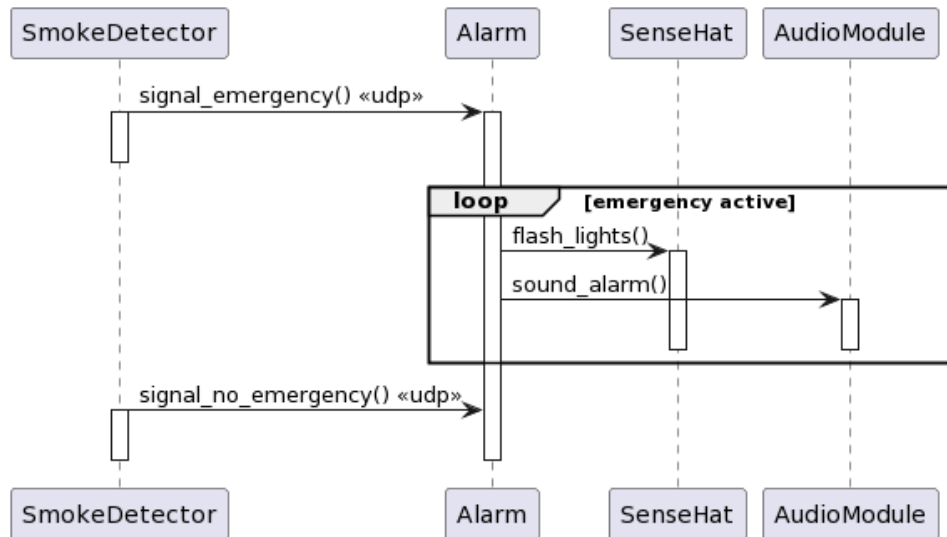 SmokeDetector Alarm SenseHat AudioModule
signal_emergency() «udp»
loop [emergency active]
flash_lights()
sound_alarm()
signal_no_emergency() «udp»
SmokeDetector Alarm SenseHat AudioModule